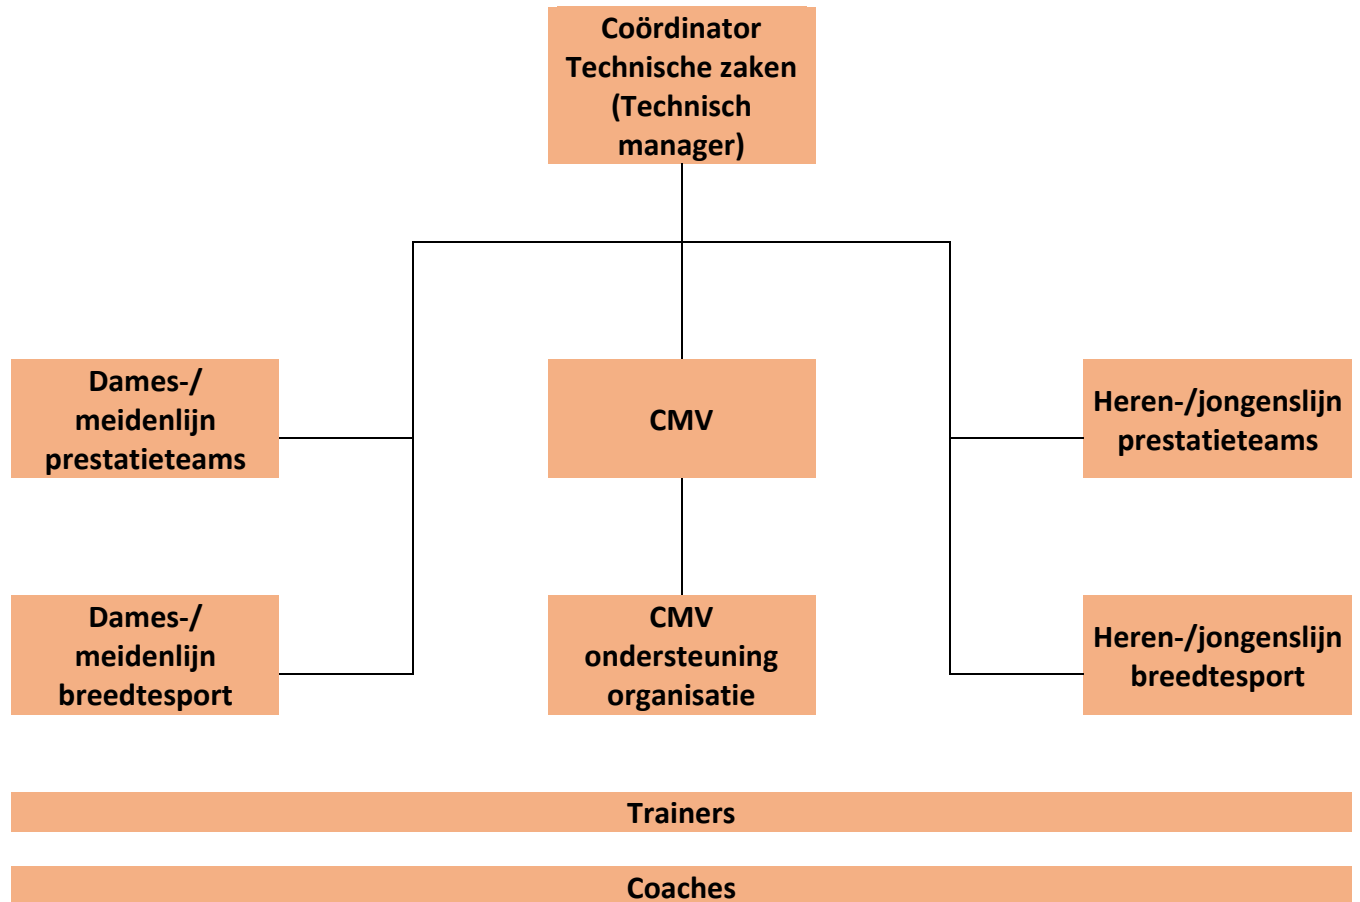 Coördinator
Technische zaken
(Technisch
manager)
Dames-/
meidenlijn
prestatieteams
CMV
Heren-/jongenslijn
prestatieteams
Dames-/
meidenlijn
breedtesport
CMV
ondersteuning
organisatie
Heren-/jongenslijn
breedtesport
Trainers
Coaches